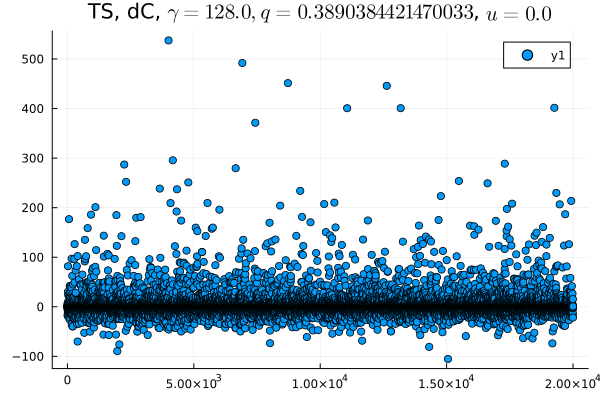 TS, dC, γ = 128.0, q = 0.3890384421470033, u = 0.0
y1
500
400
300
200
100
0
−100
0 5.00×10³ 1.00×10⁴ 1.50×10⁴ 2.00×10⁴